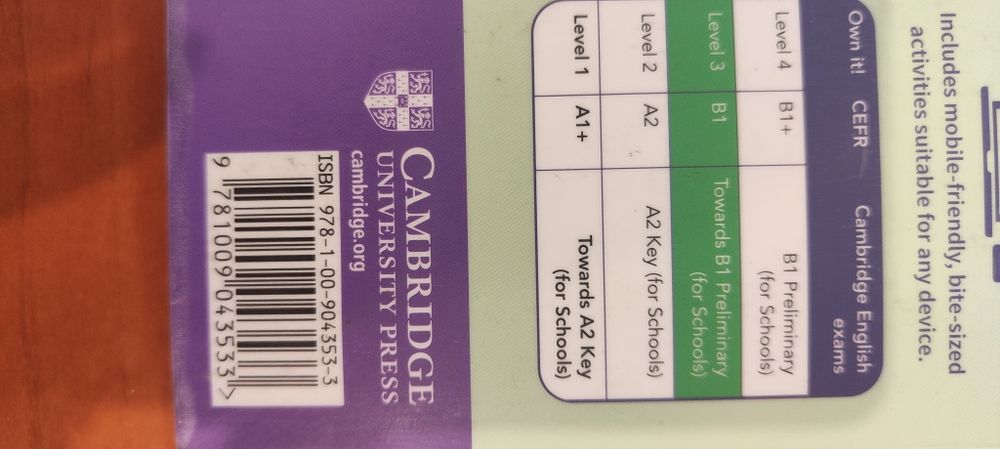 Includes mobile-friendly, bite-sized
activities suitable for any device.
Own it! CEFR Cambridge English
exams
Level 4 B1+ B1 Preliminary
(for Schools)
Level 3 B1 Towards B1 Preliminary
(for Schools)
Level 2 A2 A2 Key (for Schools)
Level 1 A1+ Towards A2 Key
(for Schools)
CAMBRIDGE
UNIVERSITY PRESS
cambridge.org
ISBN 978-1-00-904353-3
9 781009 043533 >